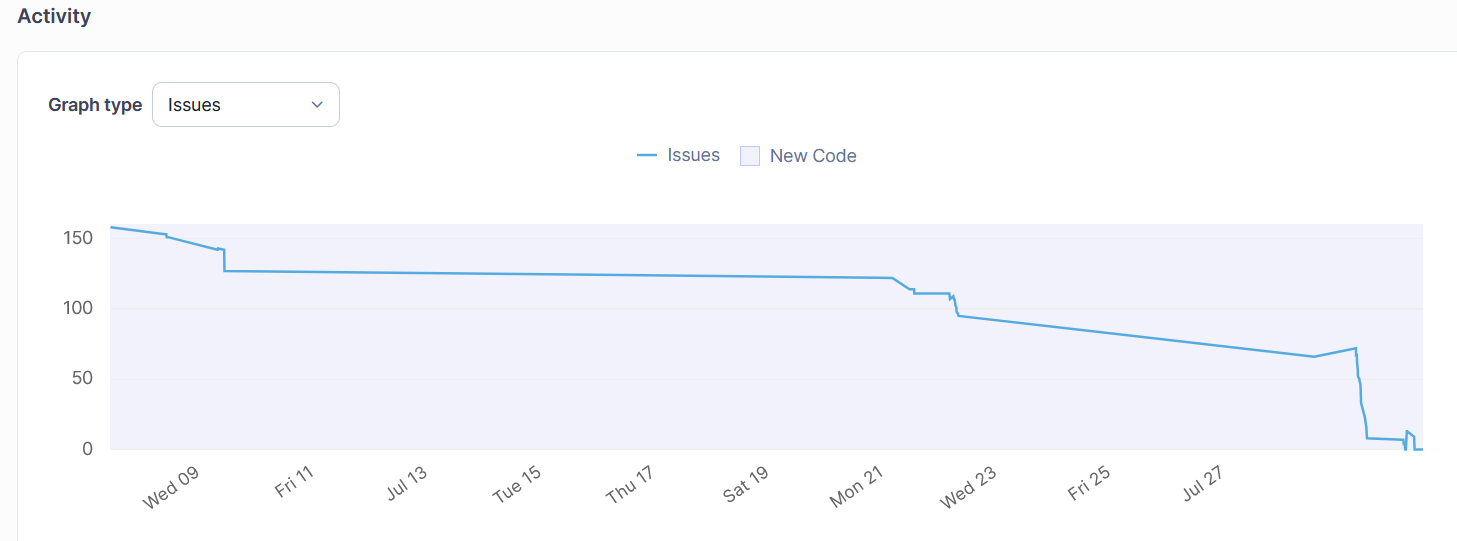 Activity
Graph type Issues
Issues New Code
150
100
50
0
Wed 09 Fri 11 Jul 13 Tue 15 Thu 17 Sat 19 Mon 21 Wed 23 Fri 25 Jul 27